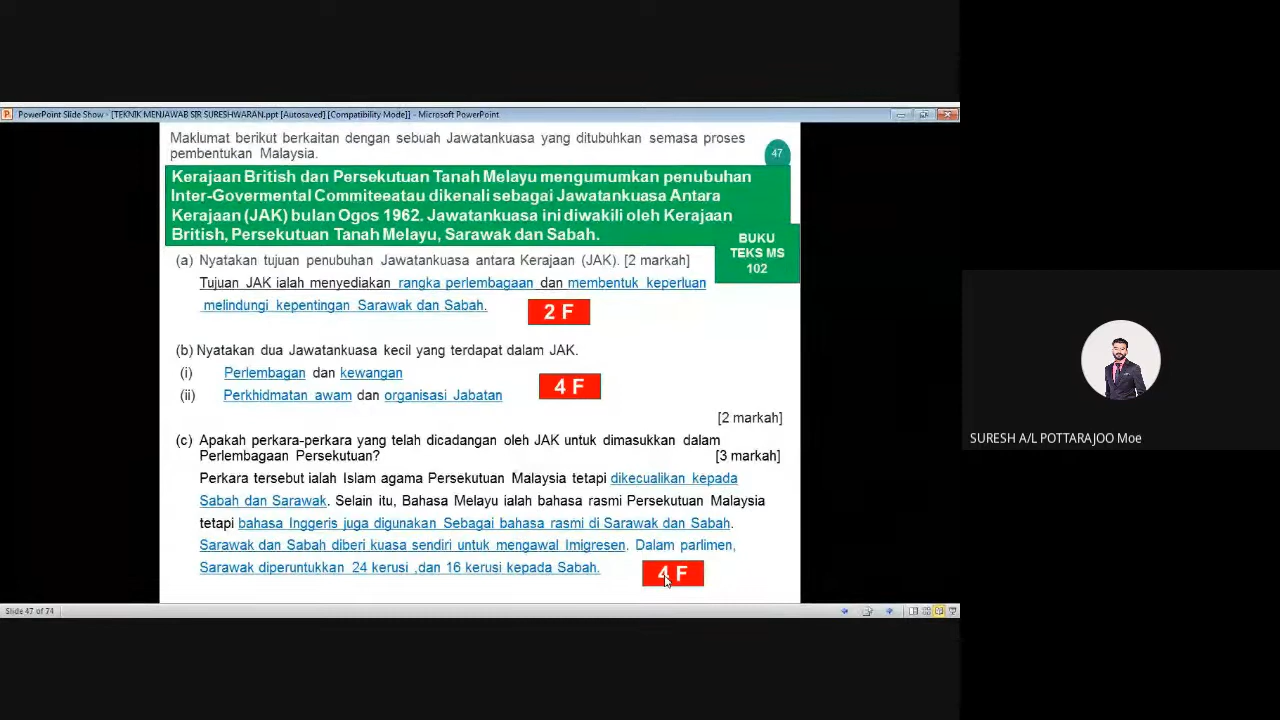 PowerPoint Slide Show - [TEKNIK MENJAWAB SIR SURESHWARAN.ppt [Autosaved] [Compatibility Mode]] - Microsoft PowerPoint
Maklumat berikut berkaitan dengan sebuah Jawatankuasa yang ditubuhkan semasa proses
pembentukan Malaysia.
47
Kerajaan British dan Persekutuan Tanah Melayu mengumumkan penubuhan
Inter-Govermental Commiteeatau dikenali sebagai Jawatankuasa Antara
Kerajaan (JAK) bulan Ogos 1962. Jawatankuasa ini diwakili oleh Kerajaan
British, Persekutuan Tanah Melayu, Sarawak dan Sabah.
BUKU
TEKS MS
102
(a) Nyatakan tujuan penubuhan Jawatankuasa antara Kerajaan (JAK). [2 markah]
Tujuan JAK ialah menyediakan rangka perlembagaan dan membentuk keperluan
melindungi kepentingan Sarawak dan Sabah.
2 F
(b) Nyatakan dua Jawatankuasa kecil yang terdapat dalam JAK.
(i) Perlembagan dan kewangan
4 F
(ii) Perkhidmatan awam dan organisasi Jabatan
[2 markah]
(c) Apakah perkara-perkara yang telah dicadangan oleh JAK untuk dimasukkan dalam
Perlembagaan Persekutuan? [3 markah]
Perkara tersebut ialah Islam agama Persekutuan Malaysia tetapi dikecualikan kepada
Sabah dan Sarawak. Selain itu, Bahasa Melayu ialah bahasa rasmi Persekutuan Malaysia
tetapi bahasa Inggeris juga digunakan Sebagai bahasa rasmi di Sarawak dan Sabah.
Sarawak dan Sabah diberi kuasa sendiri untuk mengawal Imigresen. Dalam parlimen,
Sarawak diperuntukkan 24 kerusi ,dan 16 kerusi kepada Sabah.
4 F
Slide 47 of 74
SURESH A/L POTTARAJOO Moe